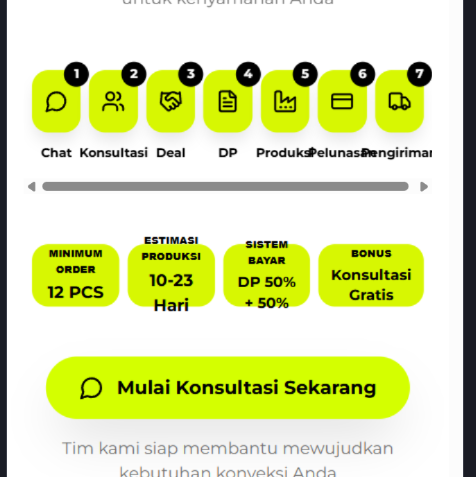 untuk kenyamanan Anda
1 2 3 4 5 6 7
Chat Konsultasi Deal DP Produksi Pelunasan Pengiriman
MINIMUM
ORDER
12 PCS
ESTIMASI
PRODUKSI
10-23
Hari
SISTEM
BAYAR
DP 50%
+ 50%
BONUS
Konsultasi
Gratis
Mulai Konsultasi Sekarang
Tim kami siap membantu mewujudkan
kebutuhan konveksi Anda